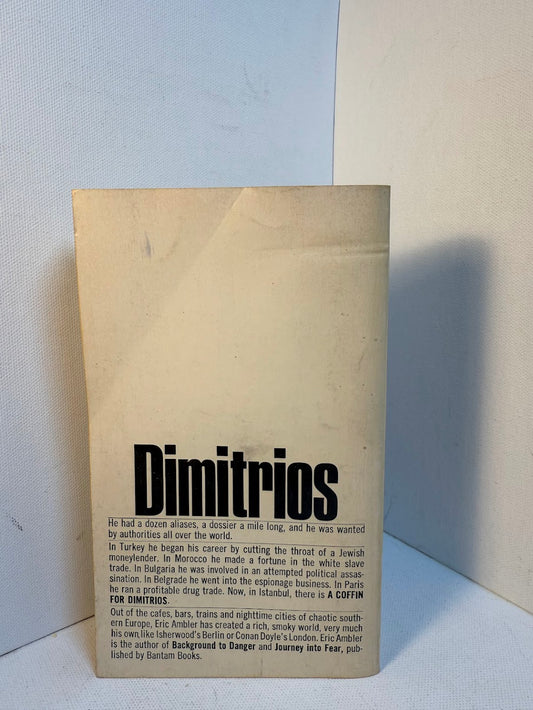 Dimitrios
He had a dozen aliases, a dossier a mile long, and he was wanted
by authorities all over the world.
In Turkey he began his career by cutting the throat of a Jewish
moneylender. In Morocco he made a fortune in the white slave
trade. In Bulgaria he was involved in an attempted political assas-
sination. In Belgrade he went into the espionage business. In Paris
he ran a profitable drug trade. Now, in Istanbul, there is A COFFIN
FOR DIMITRIOS.
Out of the cafes, bars, trains and nighttime cities of chaotic south-
ern Europe, Eric Ambler has created a rich, smoky world, very much
his own, like Isherwood's Berlin or Conan Doyle's London. Eric Ambler
is the author of Background to Danger and Journey into Fear, pub-
lished by Bantam Books.